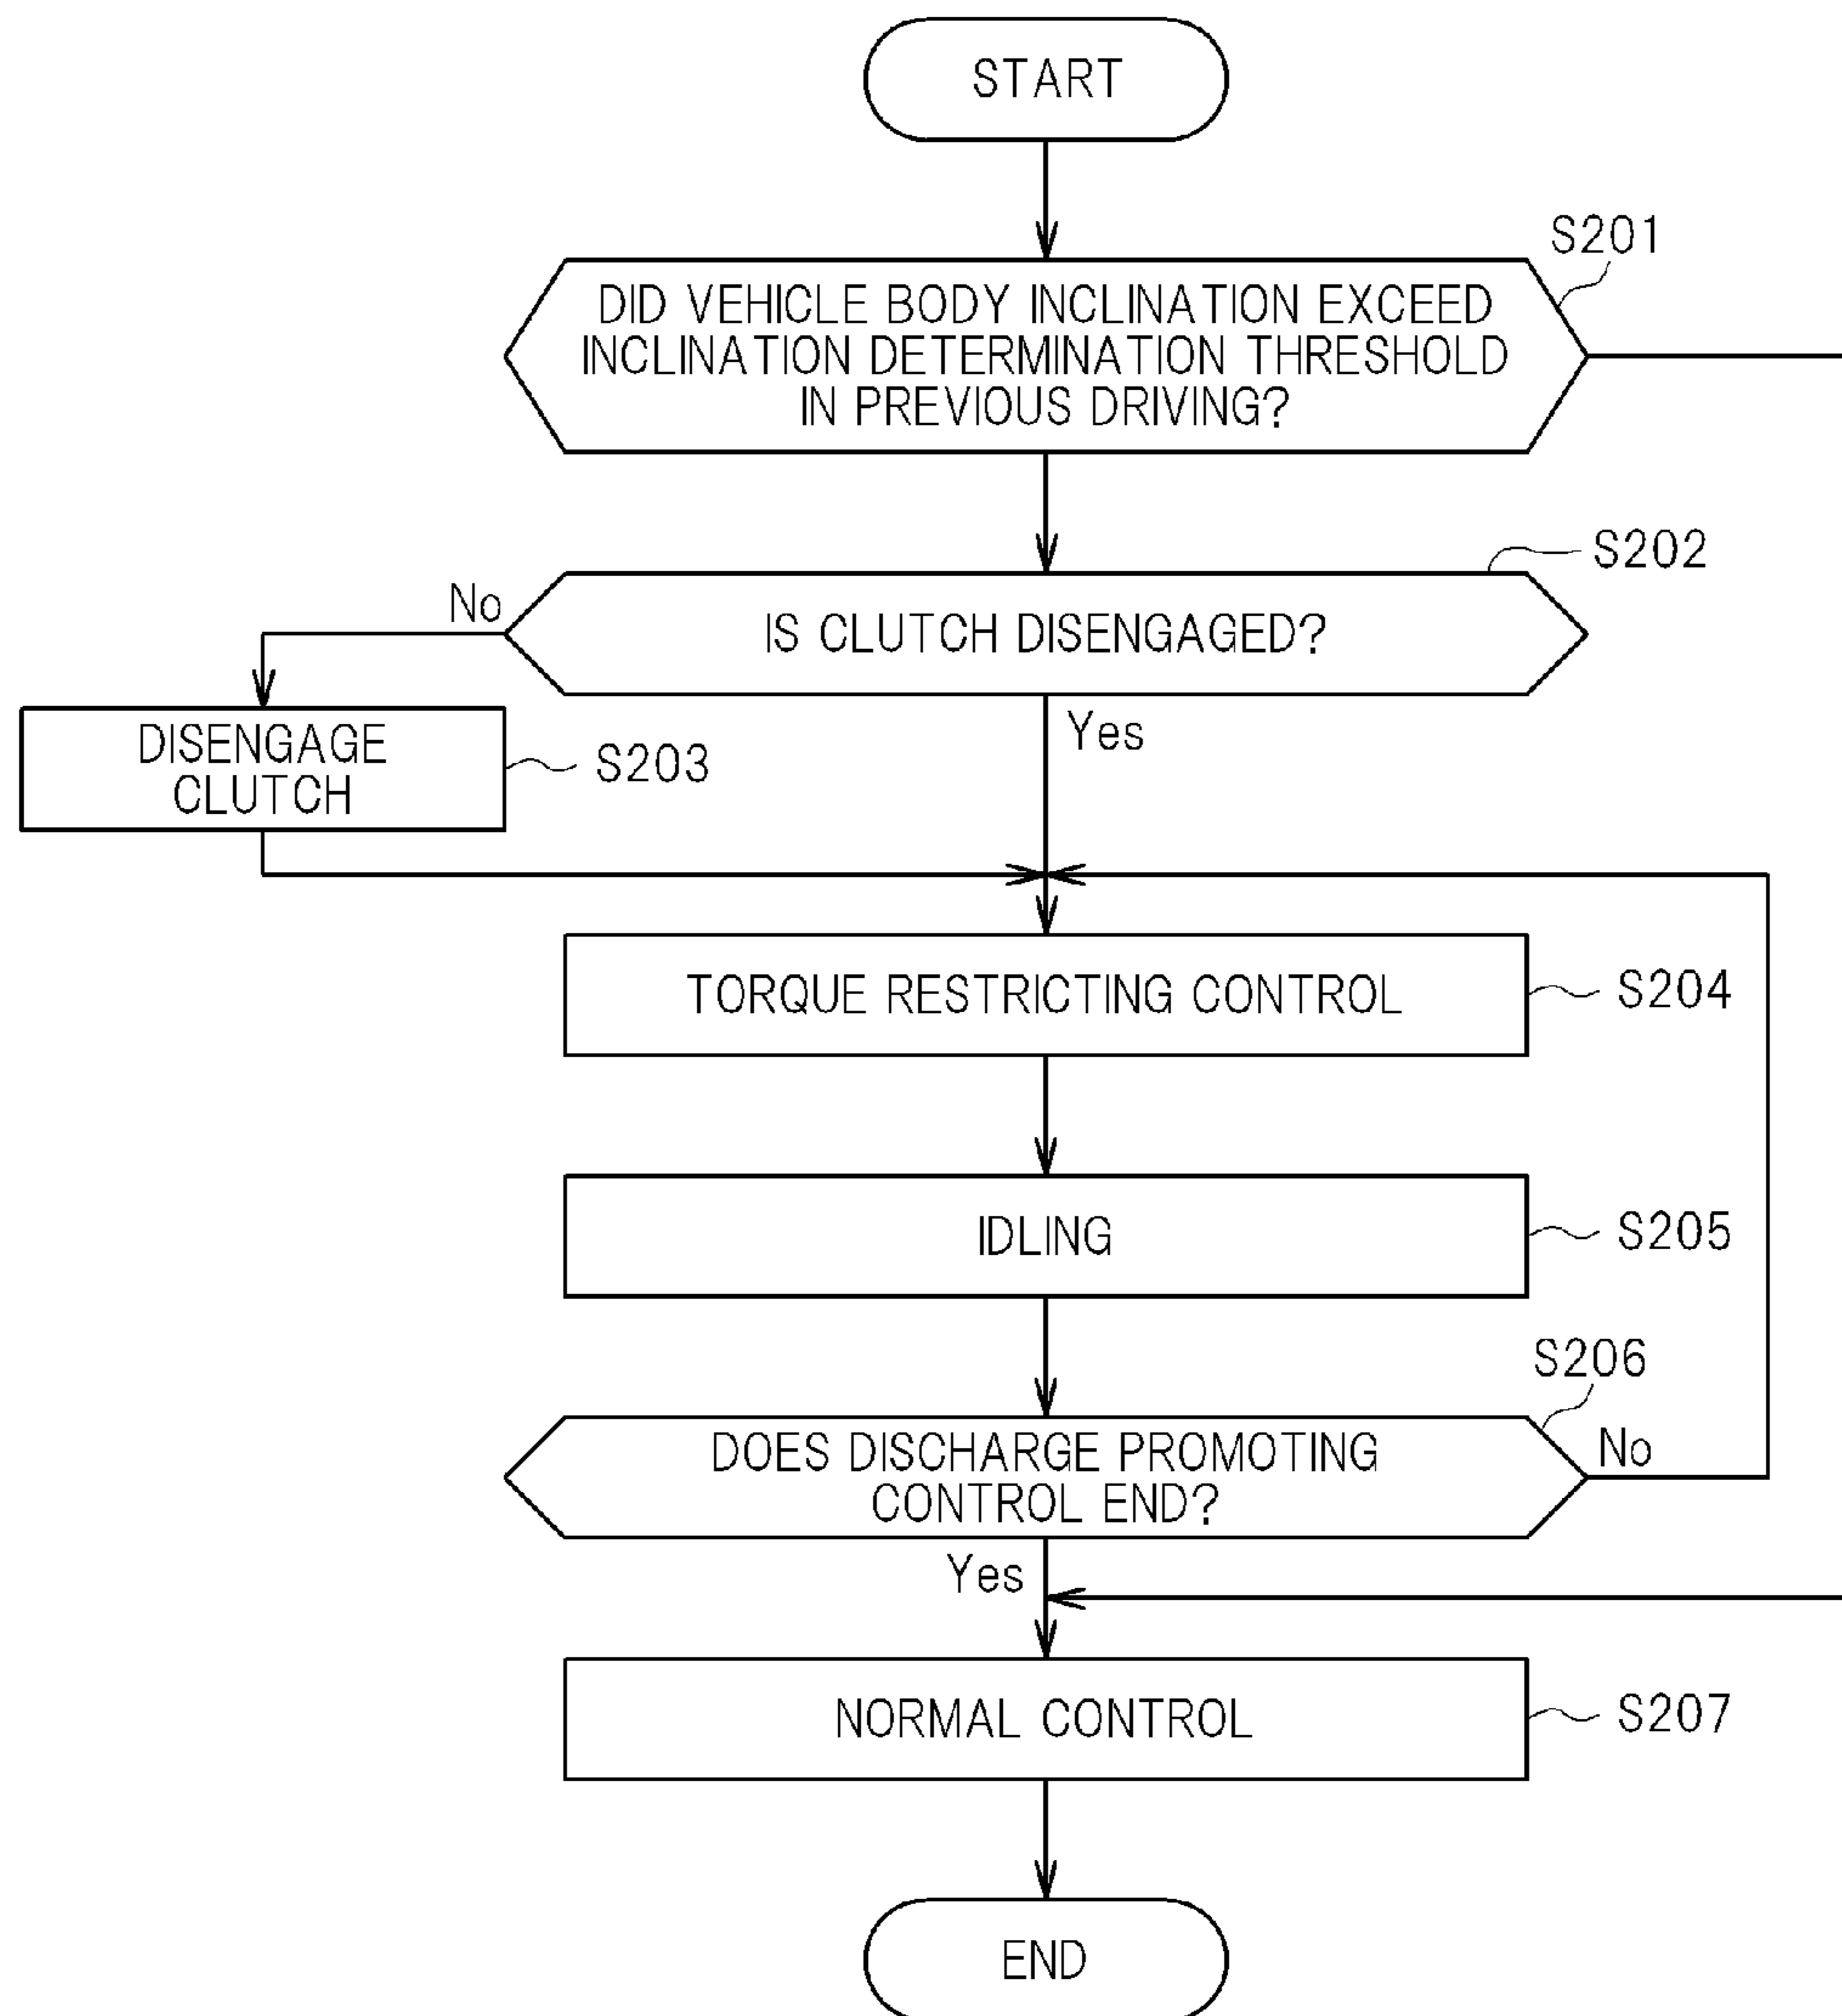 START
S201
DID VEHICLE BODY INCLINATION EXCEED
INCLINATION DETERMINATION THRESHOLD
IN PREVIOUS DRIVING?
S202
No
IS CLUTCH DISENGAGED?
Yes
DISENGAGE
CLUTCH
S203
TORQUE RESTRICTING CONTROL
S204
IDLING
S205
S206
DOES DISCHARGE PROMOTING
CONTROL END?
No
Yes
NORMAL CONTROL
S207
END